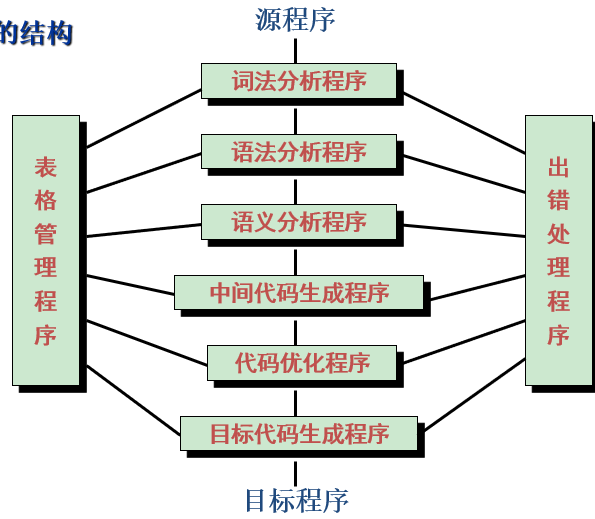 的结构
源程序
词法分析程序
语法分析程序
语义分析程序
中间代码生成程序
代码优化程序
目标代码生成程序
目标程序
表格管理程序
出错处理程序